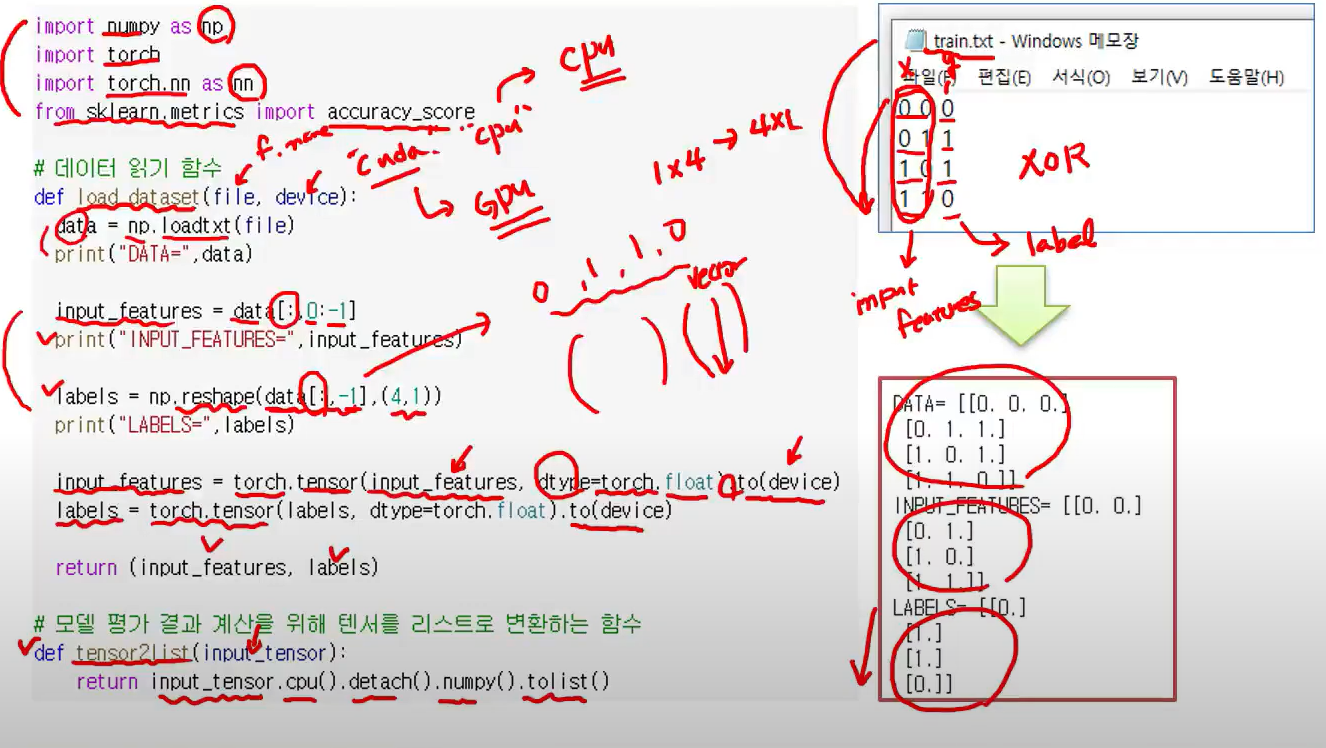 import numpy as np
import torch
import torch.nn as nn
from sklearn.metrics import accuracy_score
# 데이터 읽기 함수
def load_dataset(file, device):
data = np.loadtxt(file)
print("DATA=",data)
input_features = data[:,0:-1]
print("INPUT_FEATURES=",input_features)
labels = np.reshape(data[:,-1],(4,1))
print("LABELS=",labels)
input_features = torch.tensor(input_features, dtype=torch.float).to(device)
labels = torch.tensor(labels, dtype=torch.float).to(device)
return (input_features, labels)
# 모델 평가 결과 계산을 위해 텐서를 리스트로 변환하는 함수
def tensor2list(input_tensor):
return input_tensor.cpu().detach().numpy().tolist()
cpu
f.name
"cuda"
"cpu"
GPU
1x4 → 4x1
0, 1, 1, 0
vector
train.txt - Windows 메모장
파일(F) 편집(E) 서식(O) 보기(V) 도움말(H)
x y
0 0 0
0 1 1
1 0 1
1 1 0
XOR
label
input
features
DATA= [[0. 0. 0.]
[0. 1. 1.]
[1. 0. 1.]
[1. 1. 0.]]
INPUT_FEATURES= [[0. 0.]
[0. 1.]
[1. 0.]
[1. 1.]]
LABELS= [[0.]
[1.]
[1.]
[0.]]